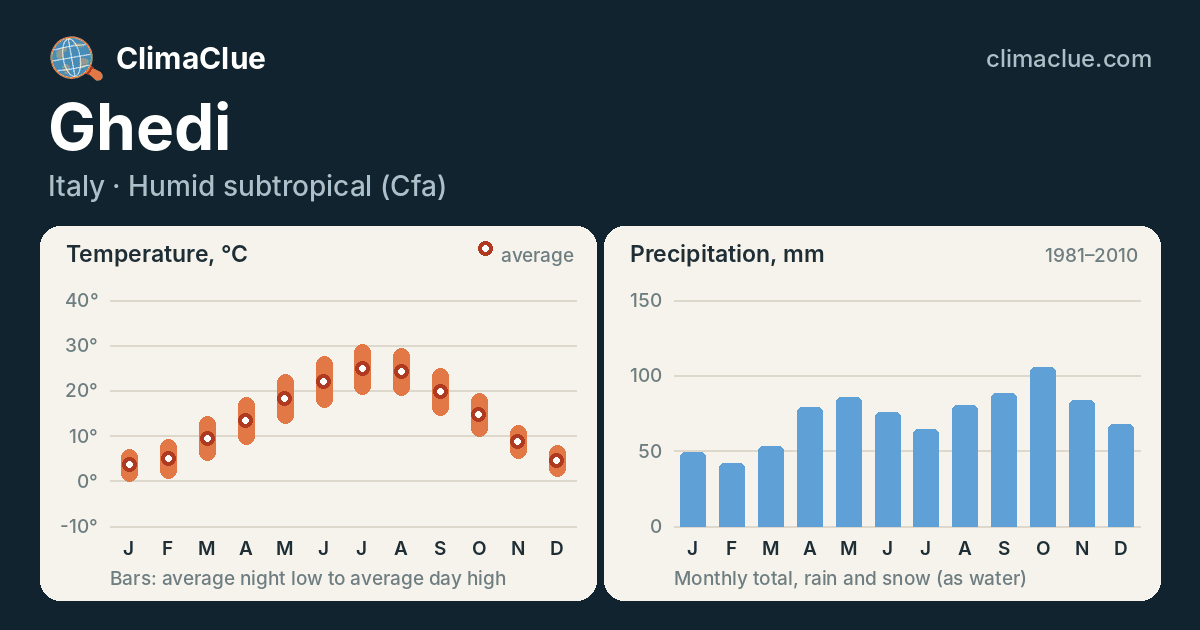 ClimaClue
climaclue.com
Ghedi
Italy · Humid subtropical (Cfa)
Temperature, °C
average
40°
30°
20°
10°
0°
-10°
J F M A M J J A S O N D
Bars: average night low to average day high
Precipitation, mm
1981–2010
150
100
50
0
J F M A M J J A S O N D
Monthly total, rain and snow (as water)